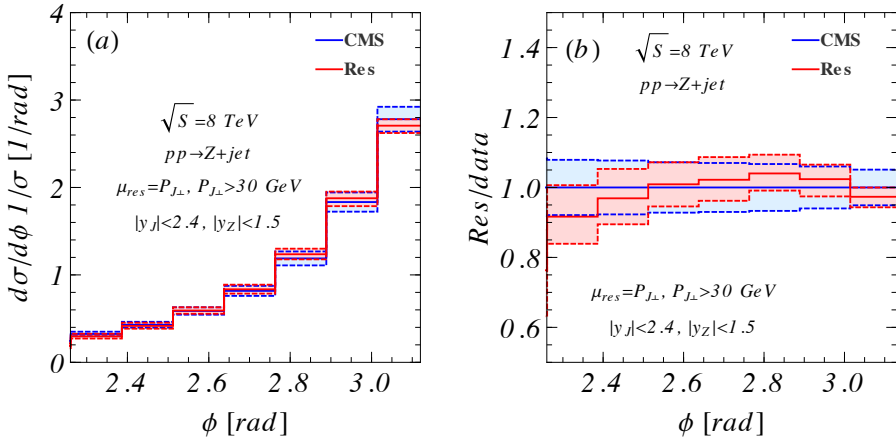 (a)
CMS
Res
√S=8 TeV
pp→Z+jet
μres=PJ⊥, PJ⊥>30 GeV
|yJ|<2.4, |yZ|<1.5
dσ/dϕ 1/σ [1/rad]
4
3
2
1
0
2.4 2.6 2.8 3.0
ϕ [rad]
(b)
√S=8 TeV
CMS
Res
pp→Z+jet
μres=PJ⊥, PJ⊥>30 GeV
|yJ|<2.4, |yZ|<1.5
Res/data
1.4
1.2
1.0
0.8
0.6
2.4 2.6 2.8 3.0
ϕ [rad]